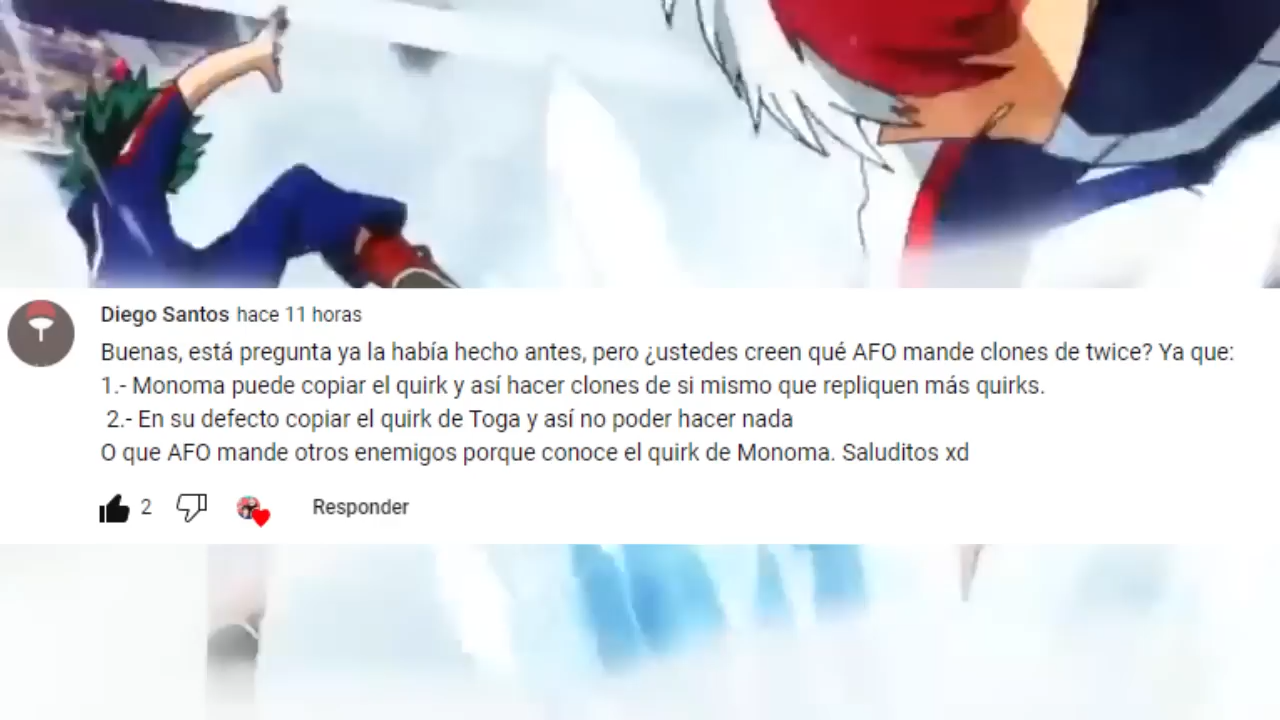 Diego Santos hace 11 horas
Buenas, está pregunta ya la había hecho antes, pero ¿ustedes creen qué AFO mande clones de twice? Ya que:
1.- Monoma puede copiar el quirk y así hacer clones de si mismo que repliquen más quirks.
2.- En su defecto copiar el quirk de Toga y así no poder hacer nada
O que AFO mande otros enemigos porque conoce el quirk de Monoma. Saluditos xd
2 Responder